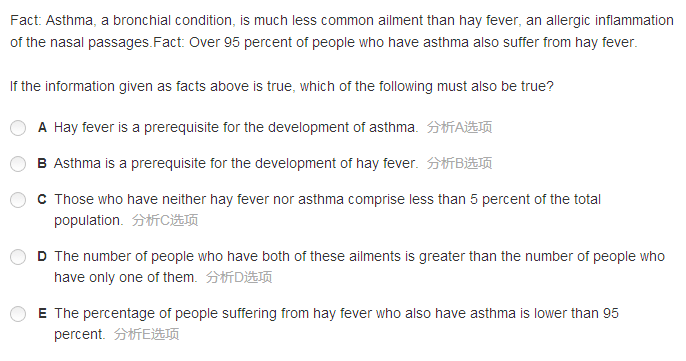 Fact: Asthma, a bronchial condition, is much less common ailment than hay fever, an allergic inflammation
of the nasal passages.Fact: Over 95 percent of people who have asthma also suffer from hay fever.
If the information given as facts above is true, which of the following must also be true?
A Hay fever is a prerequisite for the development of asthma. 分析A选项
B Asthma is a prerequisite for the development of hay fever. 分析B选项
C Those who have neither hay fever nor asthma comprise less than 5 percent of the total
population. 分析C选项
D The number of people who have both of these ailments is greater than the number of people who
have only one of them. 分析D选项
E The percentage of people suffering from hay fever who also have asthma is lower than 95
percent. 分析E选项